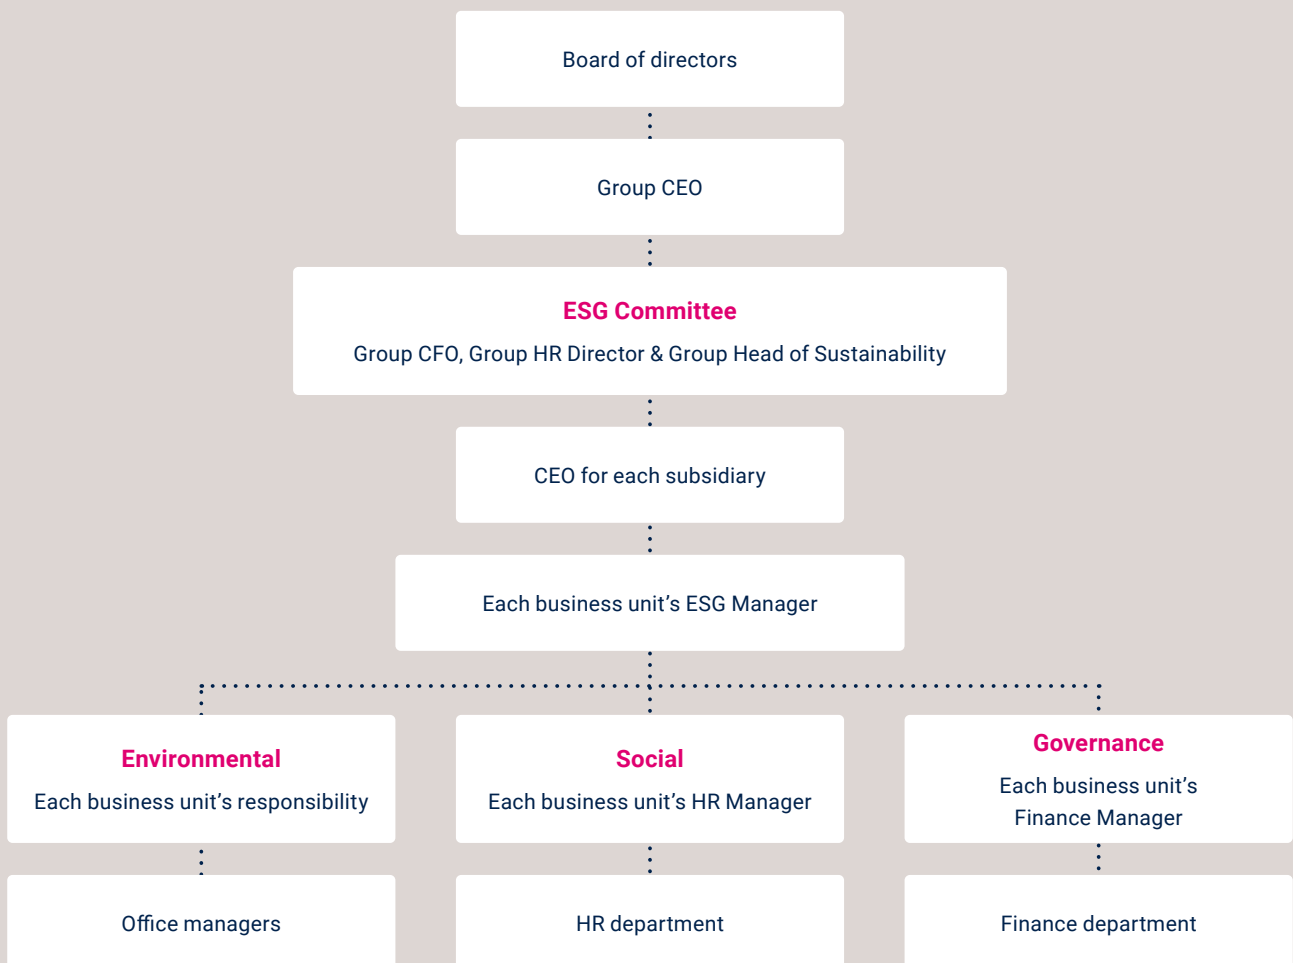 Board of directors
Group CEO
ESG Committee
Group CFO, Group HR Director & Group Head of Sustainability
CEO for each subsidiary
Each business unit’s ESG Manager
Environmental
Each business unit’s responsibility
Social
Each business unit’s HR Manager
Governance
Each business unit’s
Finance Manager
Office managers
HR department
Finance department